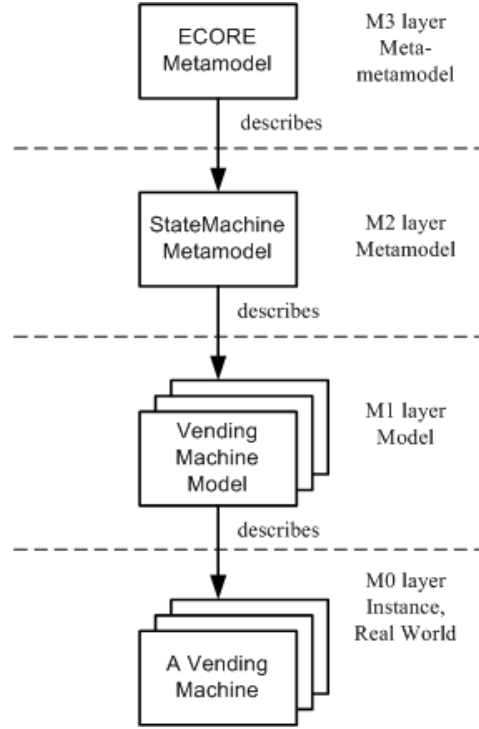 ECORE
Metamodel
M3 layer
Meta-
metamodel
describes
StateMachine
Metamodel
M2 layer
Metamodel
describes
Vending
Machine
Model
M1 layer
Model
describes
M0 layer
Instance,
Real World
A Vending
Machine